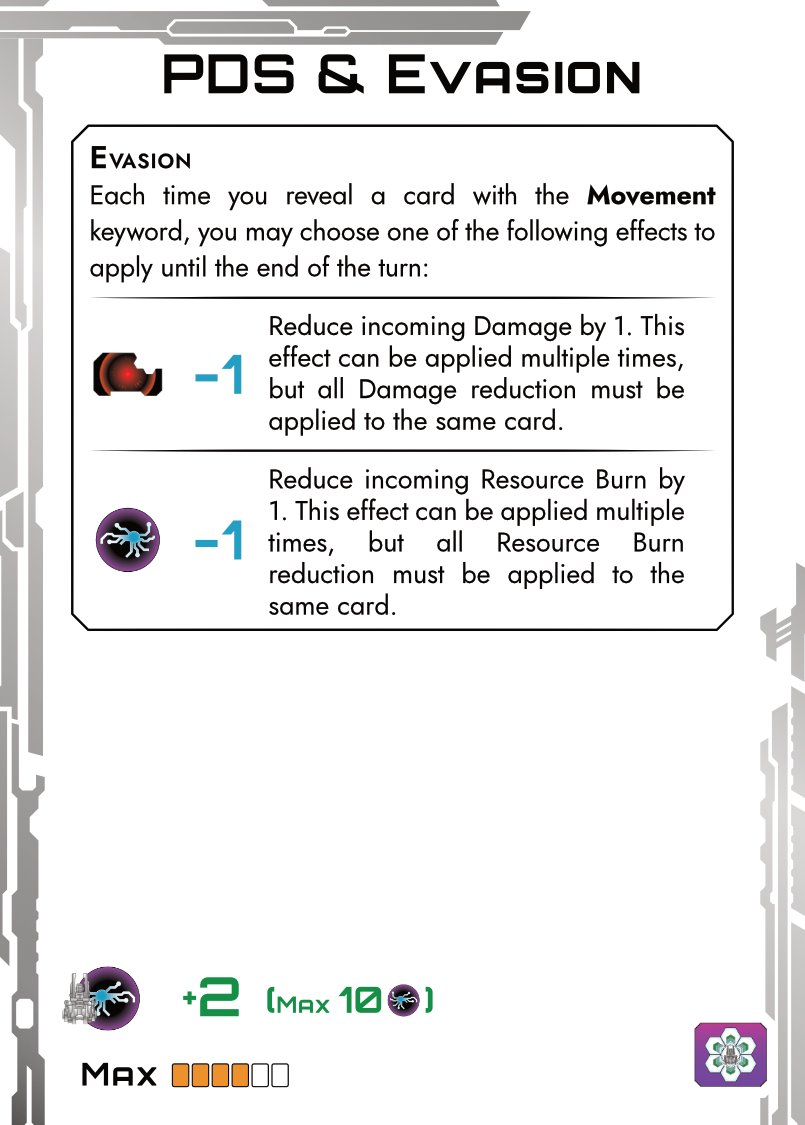 PDS & Evasion
Evasion
Each time you reveal a card with the Movement
keyword, you may choose one of the following effects to
apply until the end of the turn:
-1
Reduce incoming Damage by 1. This
effect can be applied multiple times,
but all Damage reduction must be
applied to the same card.
-1
Reduce incoming Resource Burn by
1. This effect can be applied multiple
times, but all Resource Burn
reduction must be applied to the
same card.
+2 (Max 10 )
Max